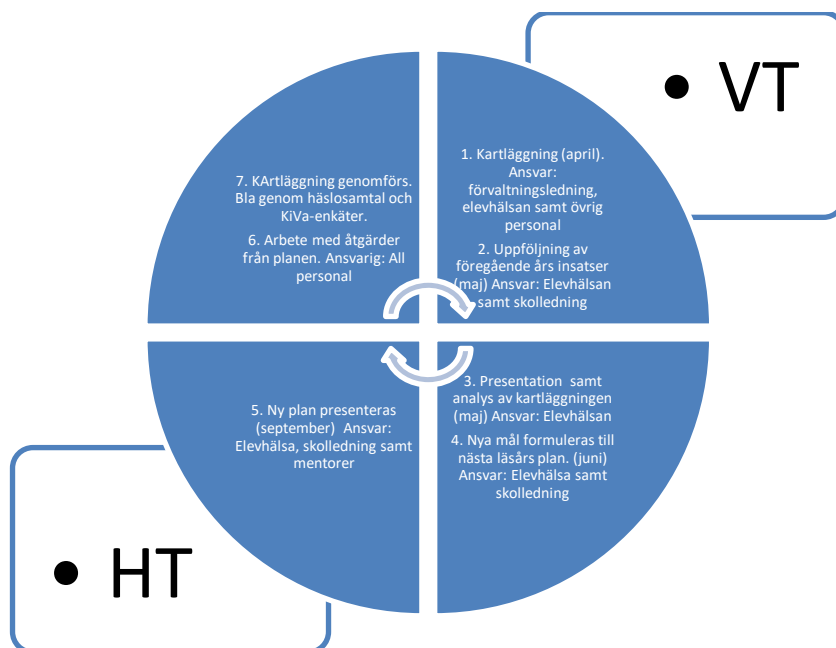 • VT
1. Kartläggning (april).
Ansvar:
förvaltningsledning,
elevhälsan samt övrig
personal
2. Uppföljning av
föregående års insatser
(maj) Ansvar: Elevhälsan
samt skolledning
3. Presentation samt
analys av kartläggningen
(maj) Ansvar: Elevhälsan
4. Nya mål formuleras till
nästa läsårs plan. (juni)
Ansvar: Elevhälsa samt
skolledning
5. Ny plan presenteras
(september) Ansvar:
Elevhälsa, skolledning samt
mentorer
7. KArtläggning genomförs.
Bla genom häslosamtal och
KiVa-enkäter.
6. Arbete med åtgärder
från planen. Ansvarig: All
personal
• HT